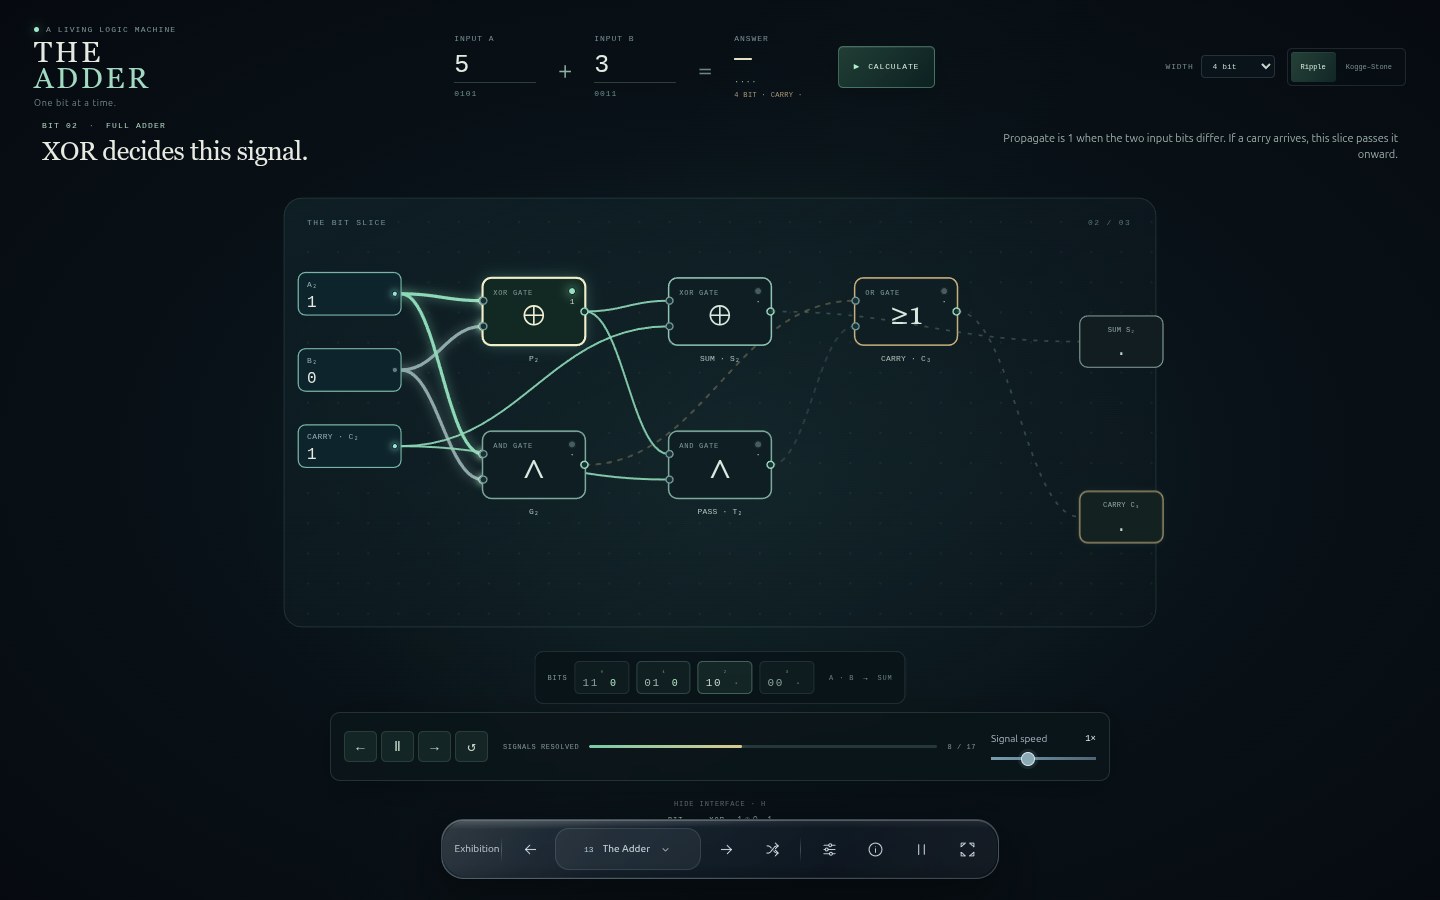 A LIVING LOGIC MACHINE
THE
ADDER
One bit at a time.
INPUT A
5
0101
+
INPUT B
3
0011
=
ANSWER
—
....
4 BIT · CARRY ·
▶ CALCULATE
WIDTH
4 bit
Ripple
Kogge-Stone
BIT 02 · FULL ADDER
XOR decides this signal.
Propagate is 1 when the two input bits differ. If a carry arrives, this slice passes it
onward.
THE BIT SLICE
02 / 03
A₂
1
B₂
0
CARRY · C₂
1
XOR GATE
1
⊕
P₂
XOR GATE
·
⊕
SUM · S₂
OR GATE
·
≥1
CARRY · C₃
AND GATE
·
∧
G₂
AND GATE
·
∧
PASS · T₂
SUM S₂
·
CARRY C₃
·
BITS
11 0
01 0
10 ·
00 ·
A · B → SUM
← Ⅱ → ↺
SIGNALS RESOLVED
8 / 17
Signal speed
1×
HIDE INTERFACE · H
Exhibition
←
13 The Adder
→